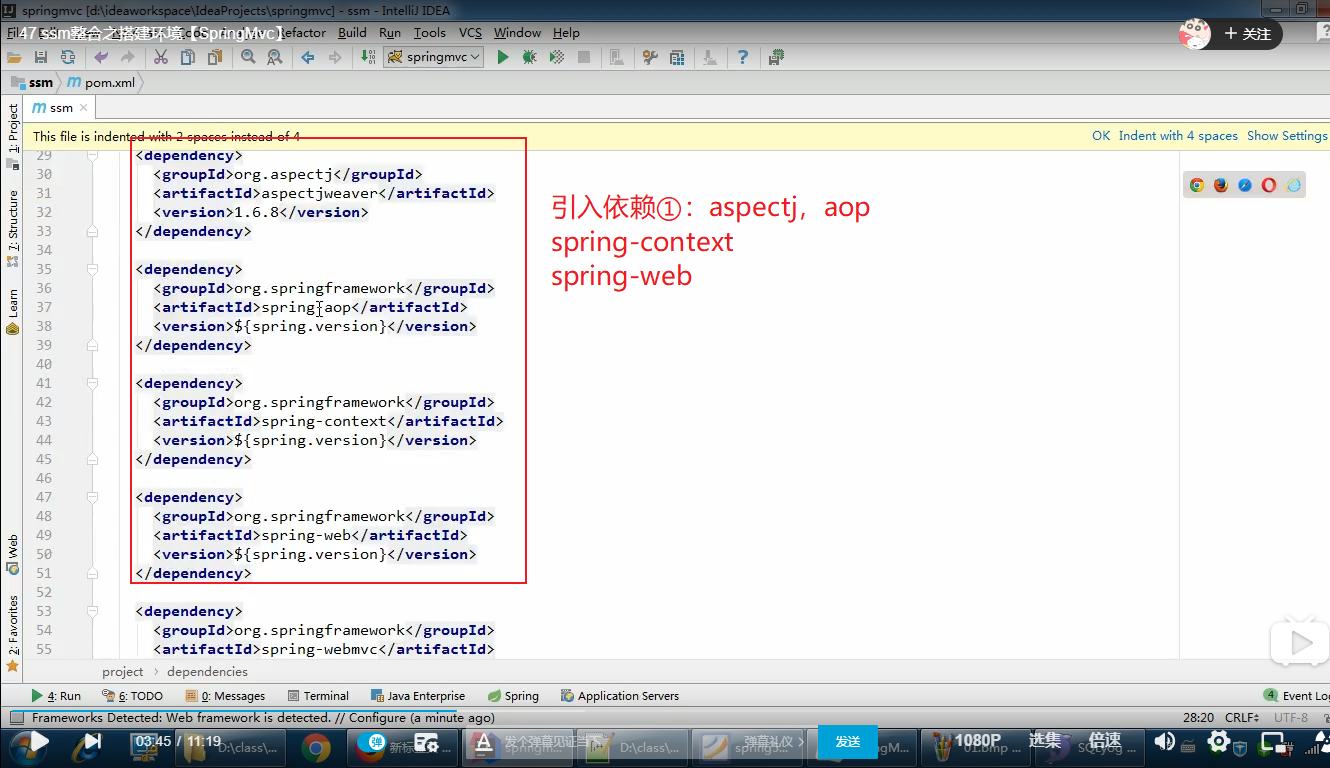 springmvc [d:\ideaworkspace\IdeaProjects\springmvc] - ssm - IntelliJ IDEA
47 ssm整合之搭建环境【SpringMvc】
Refactor Build Run Tools VCS Window Help
+ 关注
springmvc
ssm pom.xml
ssm
This file is indented with 2 spaces instead of 4
OK Indent with 4 spaces Show Settings
1: Project
7: Structure
Learn
Web
2: Favorites
29 <dependency>
30 <groupId>org.aspectj</groupId>
31 <artifactId>aspectjweaver</artifactId>
32 <version>1.6.8</version>
33 </dependency>
34
35 <dependency>
36 <groupId>org.springframework</groupId>
37 <artifactId>spring-aop</artifactId>
38 <version>${spring.version}</version>
39 </dependency>
40
41 <dependency>
42 <groupId>org.springframework</groupId>
43 <artifactId>spring-context</artifactId>
44 <version>${spring.version}</version>
45 </dependency>
46
47 <dependency>
48 <groupId>org.springframework</groupId>
49 <artifactId>spring-web</artifactId>
50 <version>${spring.version}</version>
51 </dependency>
52
53 <dependency>
54 <groupId>org.springframework</groupId>
55 <artifactId>spring-webmvc</artifactId>
引入依赖①：aspectj，aop
spring-context
spring-web
project › dependencies
4: Run 6: TODO 0: Messages Terminal Java Enterprise Spring Application Servers
4 Event Lo
Frameworks Detected: Web framework is detected. // Configure (a minute ago)
28:20 CRLF UTF-8
03:45 / 11:19
D:\class\...
弹
新标
发个弹幕见证当下
D:\class\...
弹幕礼仪 >
发送
1080P
选集
倍速